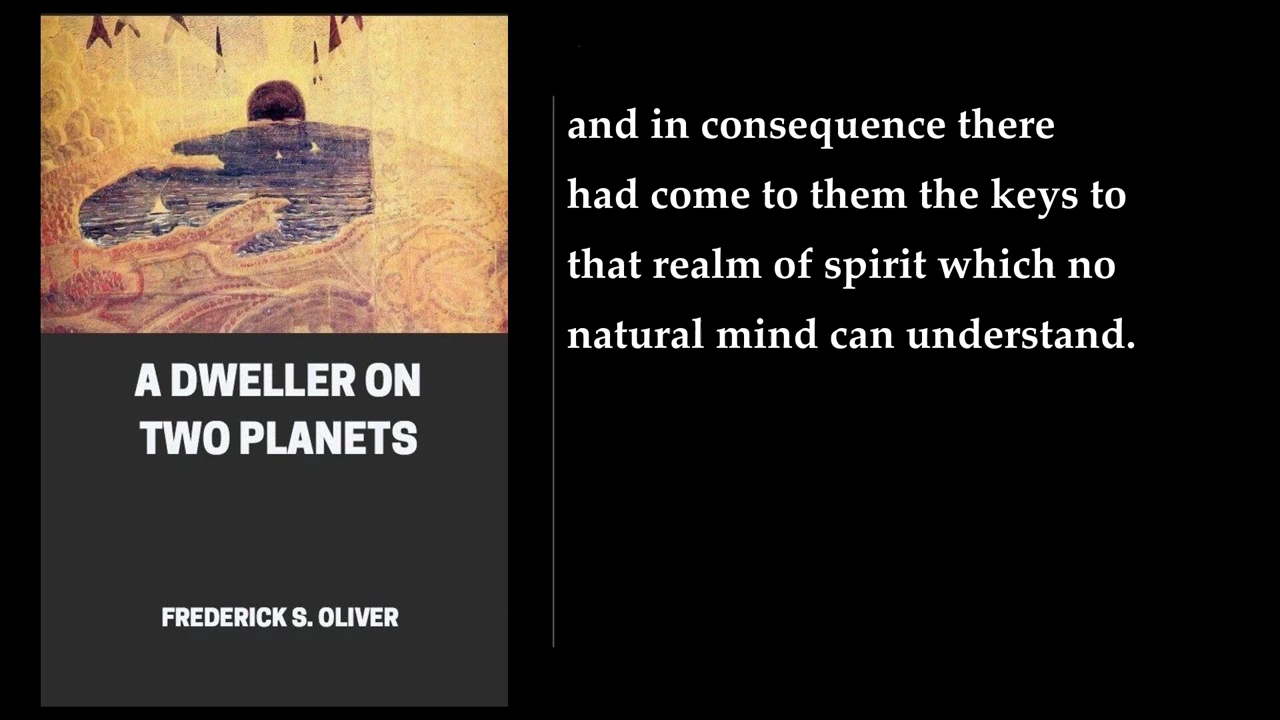 A DWELLER ON
TWO PLANETS
FREDERICK S. OLIVER
and in consequence there
had come to them the keys to
that realm of spirit which no
natural mind can understand.